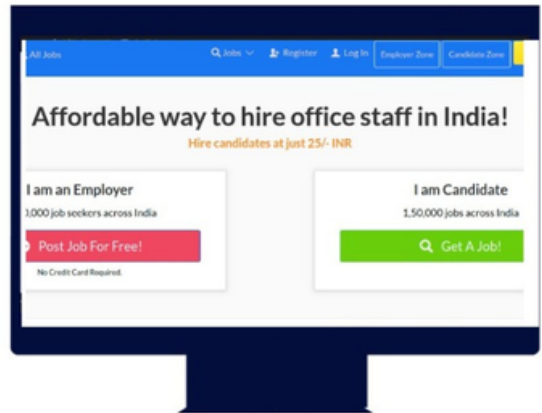 All Jobs
Jobs
Register
Log In
Employer Zone
Candidate Zone
Affordable way to hire office staff in India!
Hire candidates at just 25/- INR
I am an Employer
,000 job seekers across India
Post Job For Free!
No Credit Card Required.
I am Candidate
1,50,000 jobs across India
Get A Job!